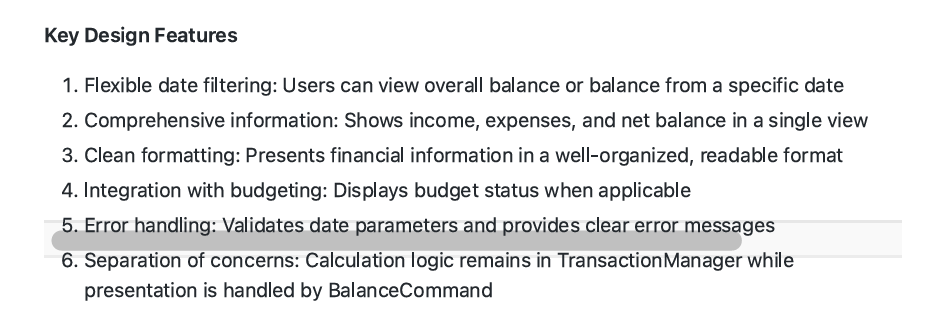 Key Design Features
1. Flexible date filtering: Users can view overall balance or balance from a specific date
2. Comprehensive information: Shows income, expenses, and net balance in a single view
3. Clean formatting: Presents financial information in a well-organized, readable format
4. Integration with budgeting: Displays budget status when applicable
5. Error handling: Validates date parameters and provides clear error messages
6. Separation of concerns: Calculation logic remains in TransactionManager while
presentation is handled by BalanceCommand